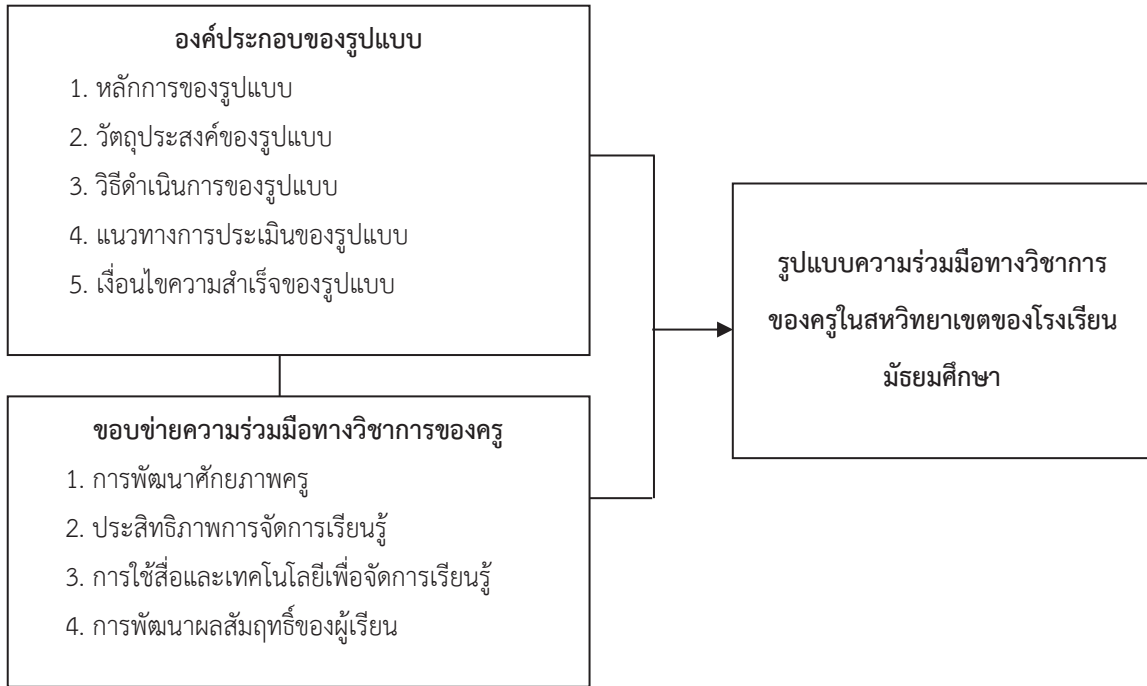 องค์ประกอบของรูปแบบ
1. หลักการของรูปแบบ
2. วัตถุประสงค์ของรูปแบบ
3. วิธีดำเนินการของรูปแบบ
4. แนวทางการประเมินของรูปแบบ
5. เงื่อนไขความสำเร็จของรูปแบบ
ขอบข่ายความร่วมมือทางวิชาการของครู
1. การพัฒนาศักยภาพครู
2. ประสิทธิภาพการจัดการเรียนรู้
3. การใช้สื่อและเทคโนโลยีเพื่อจัดการเรียนรู้
4. การพัฒนาผลสัมฤทธิ์ของผู้เรียน
รูปแบบความร่วมมือทางวิชาการ
ของครูในสหวิทยาเขตของโรงเรียน
มัธยมศึกษา